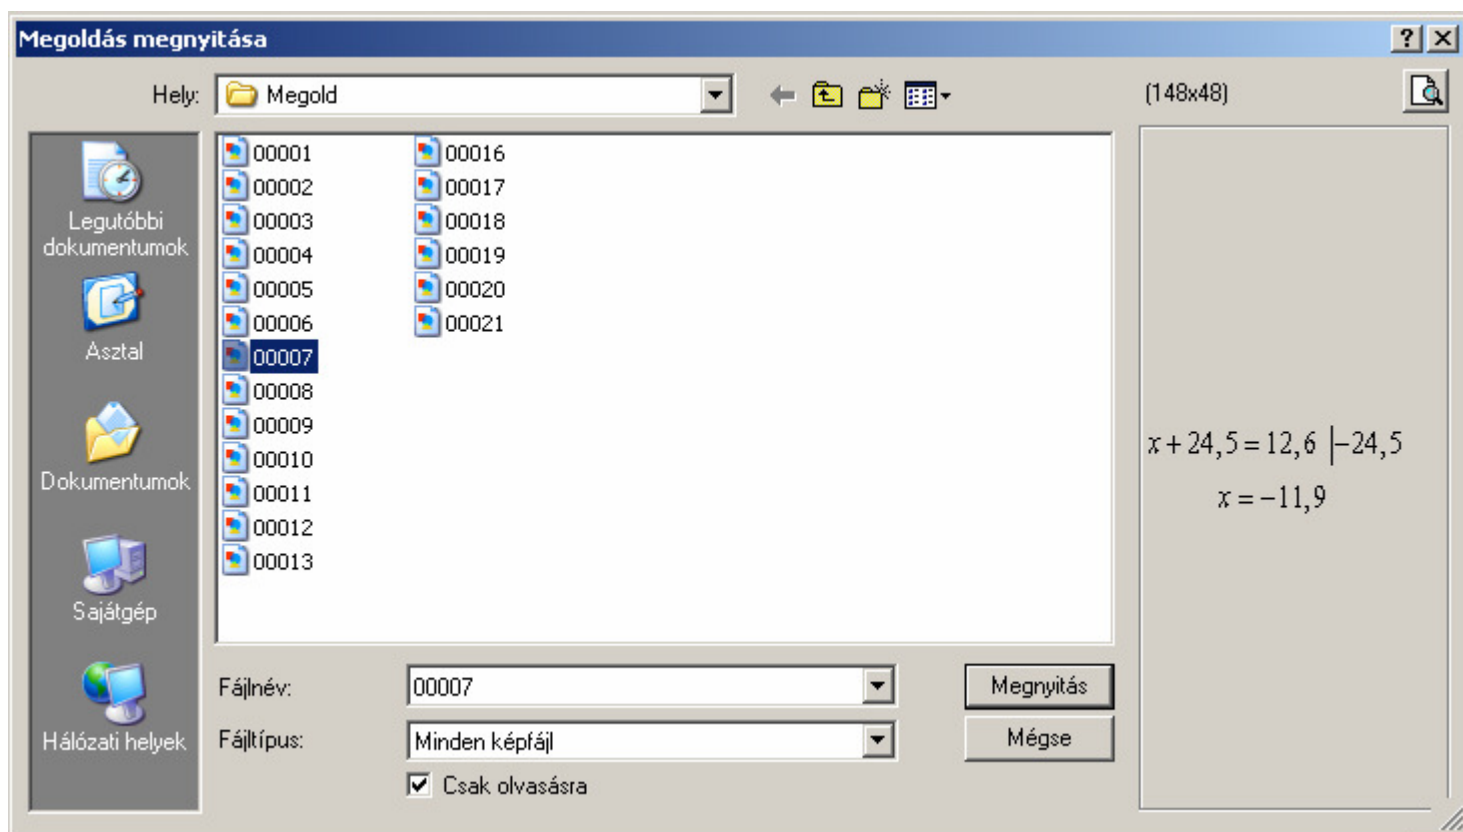 Megoldás megnyitása
Hely: Megold
(148x48)
Legutóbbi
dokumentumok
Asztal
Dokumentumok
Sajátgép
Hálózati helyek
00001
00002
00003
00004
00005
00006
00007
00008
00009
00010
00011
00012
00013
00016
00017
00018
00019
00020
00021
x + 24,5 = 12,6 |−24,5
x = −11,9
Fájlnév: 00007 Megnyitás
Fájltípus: Minden képfájl Mégse
Csak olvasásra